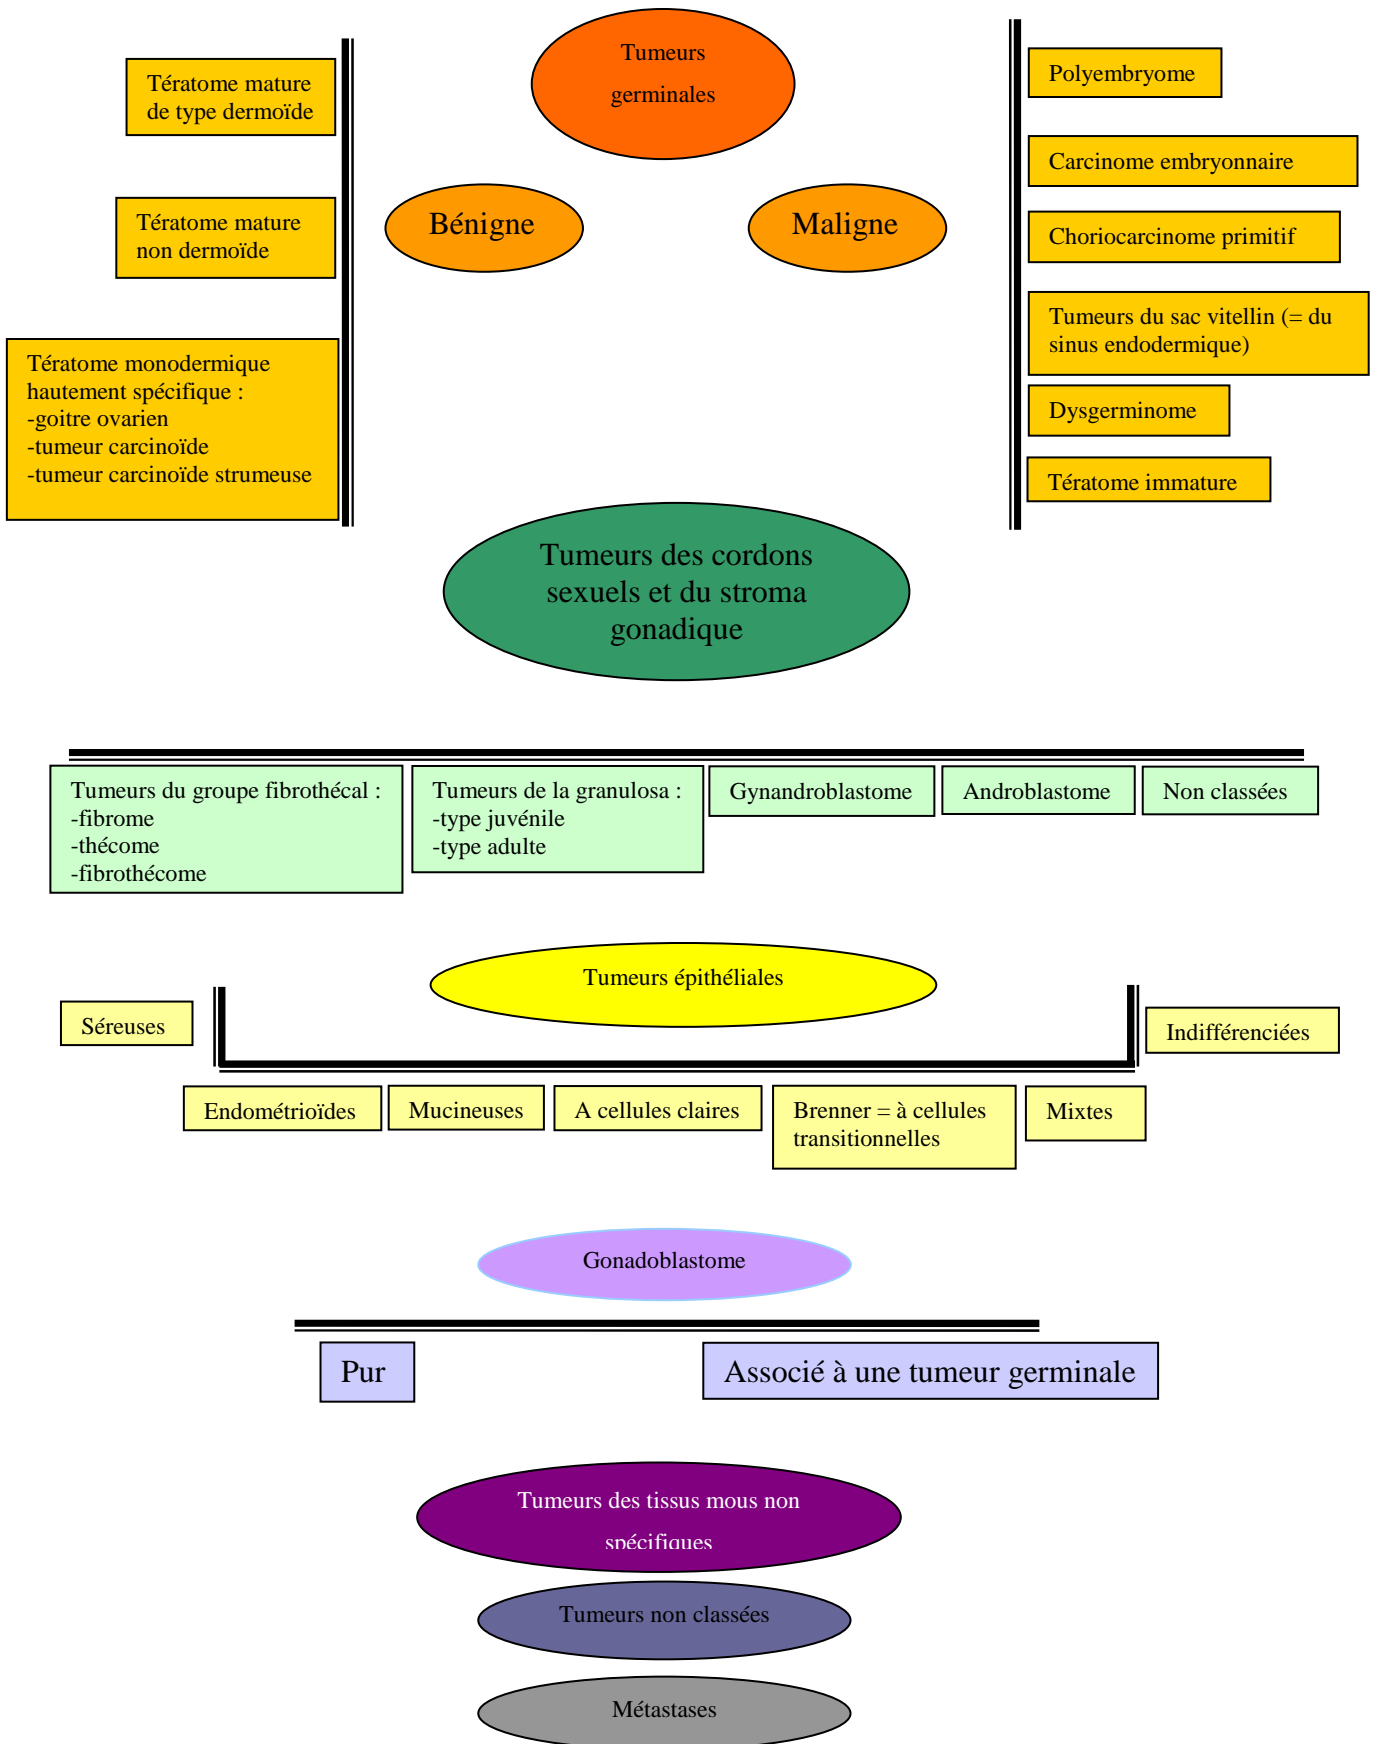 Tumeurs
germinales
Tératome mature
de type dermoïde
Tératome mature
non dermoïde
Tératome monodermique
hautement spécifique :
-goitre ovarien
-tumeur carcinoïde
-tumeur carcinoïde strumeuse
Bénigne
Maligne
Polyembryome
Carcinome embryonnaire
Choriocarcinome primitif
Tumeurs du sac vitellin (= du
sinus endodermique)
Dysgerminome
Tératome immature
Tumeurs des cordons
sexuels et du stroma
gonadique
Tumeurs du groupe fibrothécal :
-fibrome
-thécome
-fibrothécome
Tumeurs de la granulosa :
-type juvénile
-type adulte
Gynandroblastome
Androblastome
Non classées
Tumeurs épithéliales
Séreuses
Endométrioïdes
Mucineuses
A cellules claires
Brenner = à cellules
transitionnelles
Mixtes
Indifférenciées
Gonadoblastome
Pur
Associé à une tumeur germinale
Tumeurs des tissus mous non
spécifiques
Tumeurs non classées
Métastases